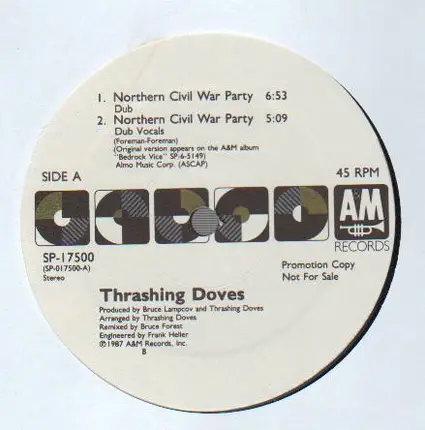 1. Northern Civil War Party 6:53
Dub
2. Northern Civil War Party 5:09
Dub Vocals
(Foreman-Foreman)
(Original version appears on the A&M album
"Bedrock Vice" SP-6-5149)
Almo Music Corp. (ASCAP)
SIDE A
45 RPM
A&M
RECORDS
SP-17500
(SP-017500-A)
Stereo
Promotion Copy
Not For Sale
Thrashing Doves
Produced by Bruce Lampcov and Thrashing Doves
Arranged by Thrashing Doves
Remixed by Bruce Forest
Engineered by Frank Heller
©1987 A&M Records, Inc.
B